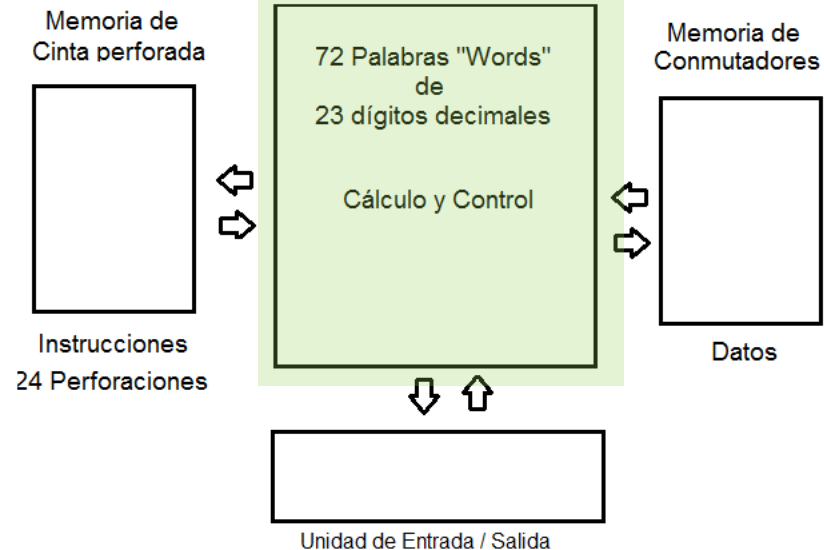 Memoria de
Cinta perforada
72 Palabras "Words"
de
23 dígitos decimales
Cálculo y Control
Memoria de
Conmutadores
Instrucciones
24 Perforaciones
Datos
Unidad de Entrada / Salida